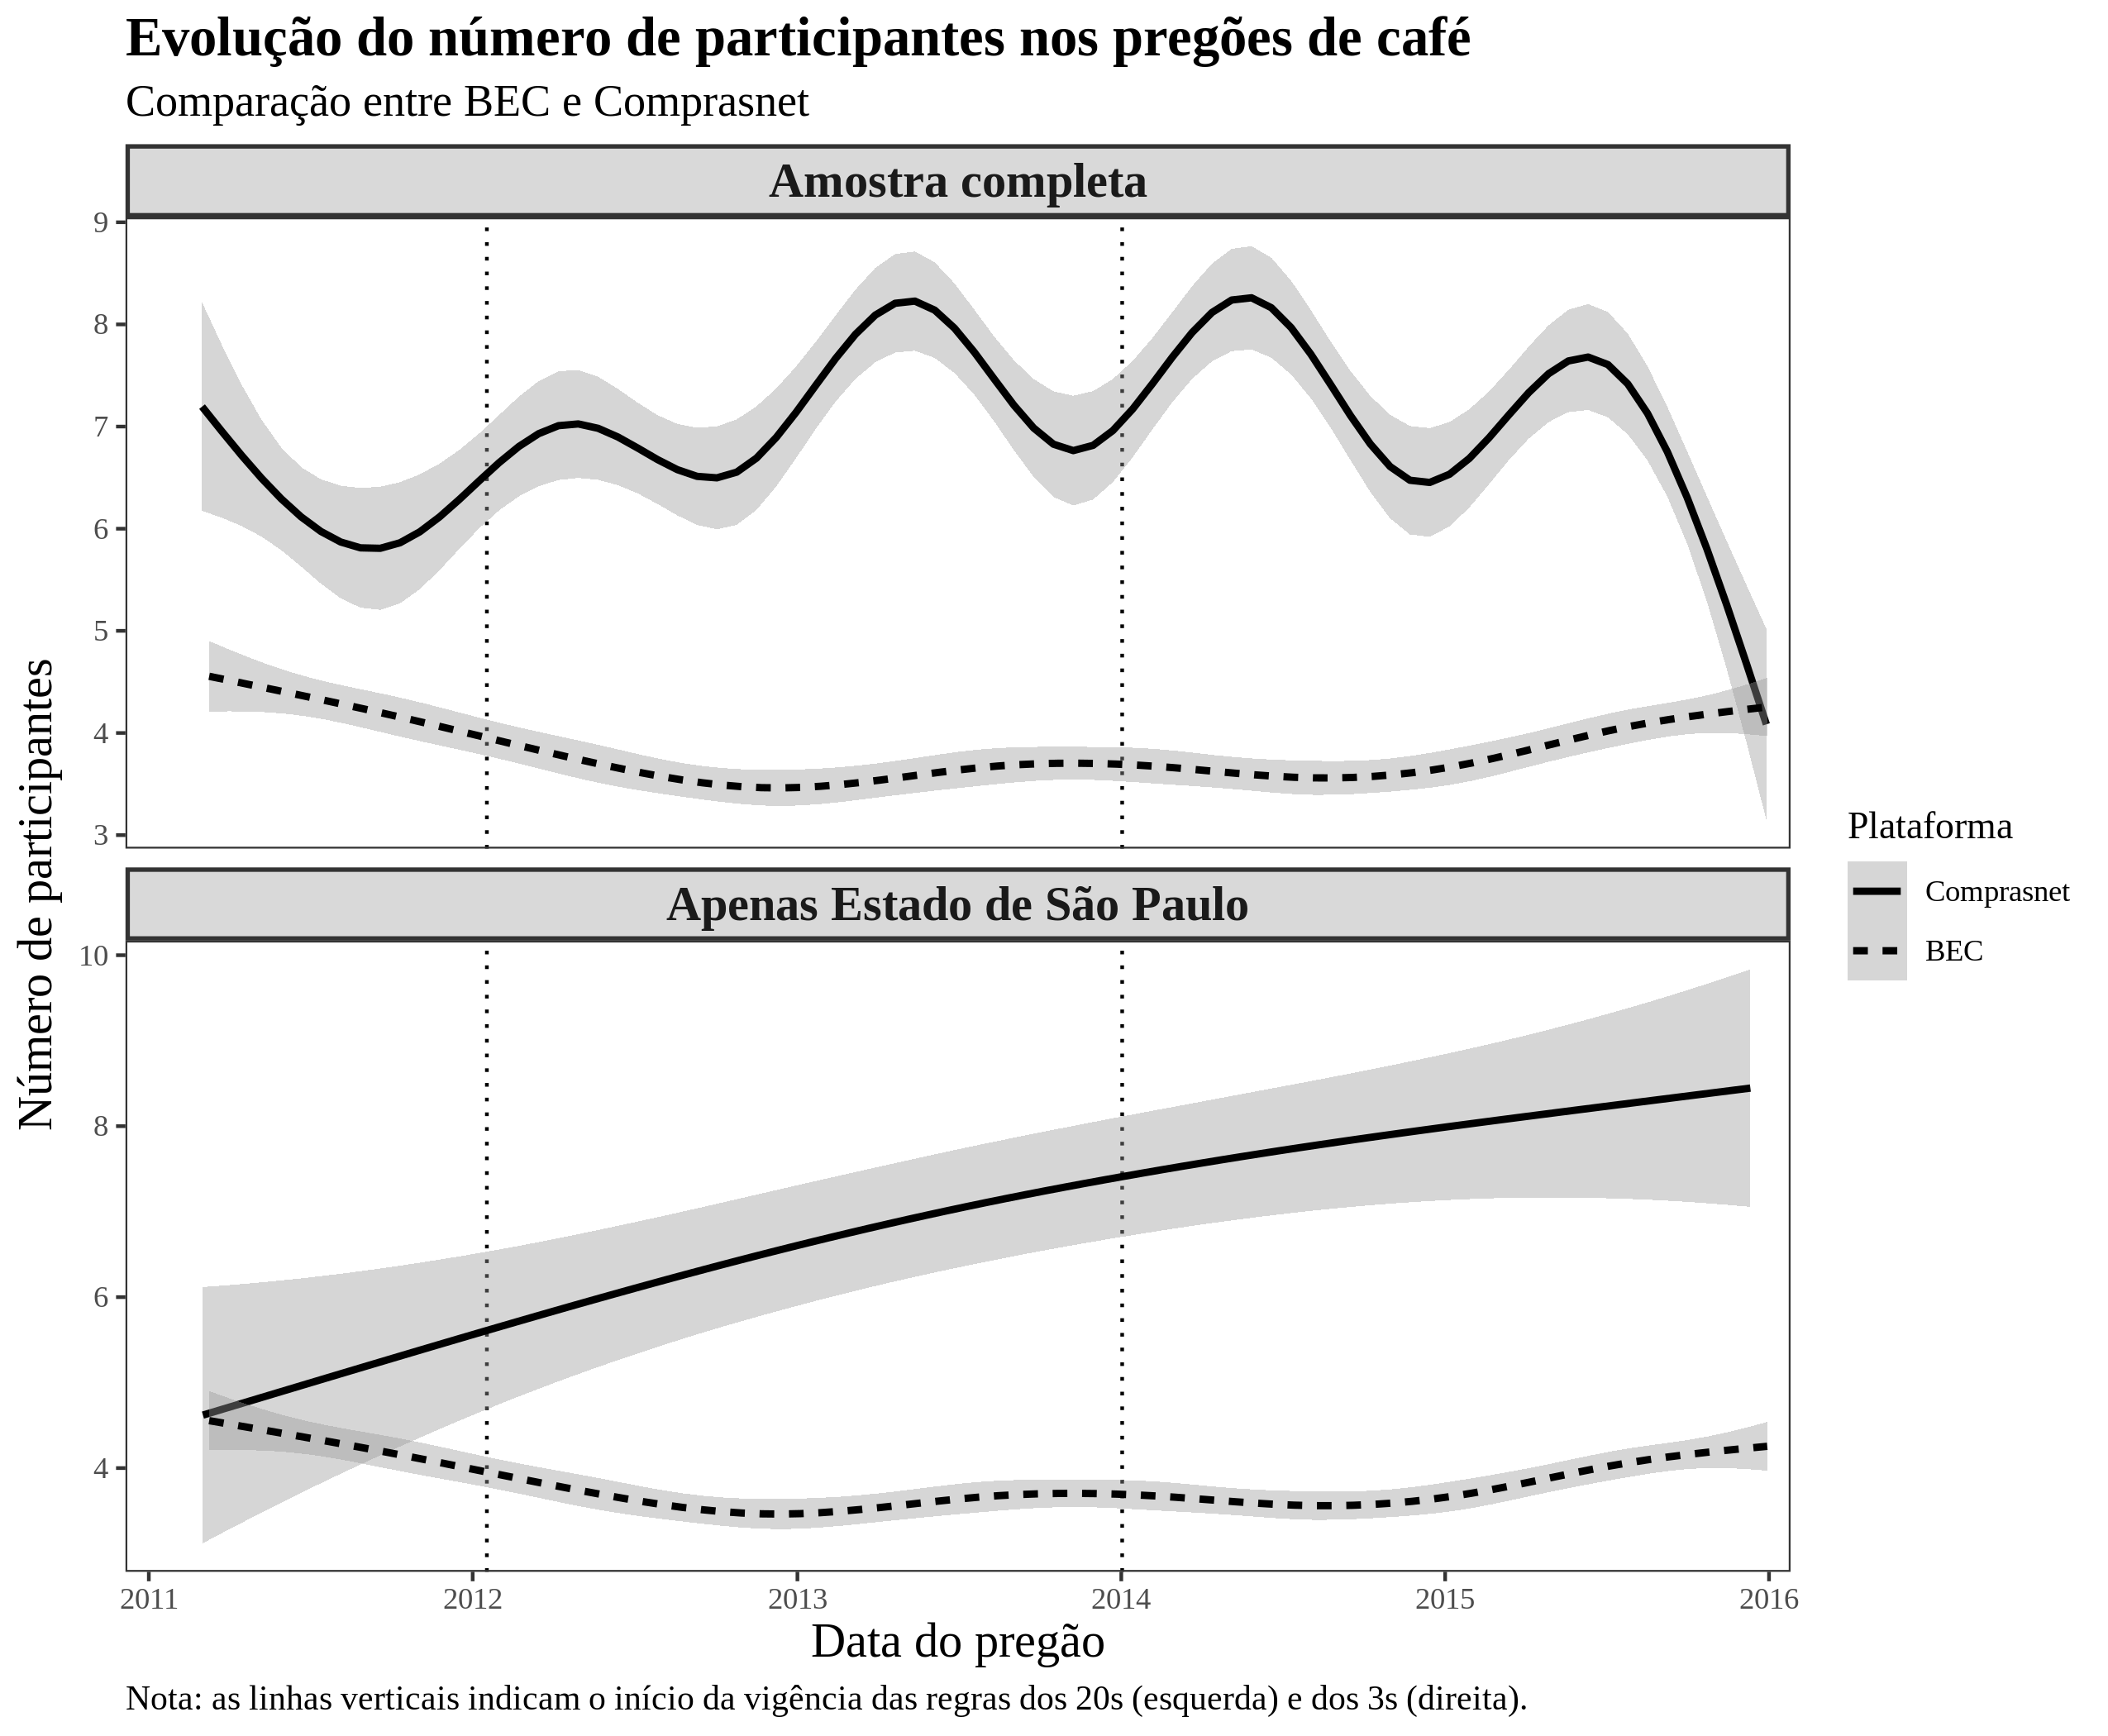 Evolução do número de participantes nos pregões de café
Comparação entre BEC e Comprasnet
Amostra completa
9
8
7
6
5
4
3
Número de participantes
Apenas Estado de São Paulo
10
8
6
4
2011 2012 2013 2014 2015 2016
Data do pregão
Plataforma
Comprasnet
BEC
Nota: as linhas verticais indicam o início da vigência das regras dos 20s (esquerda) e dos 3s (direita).